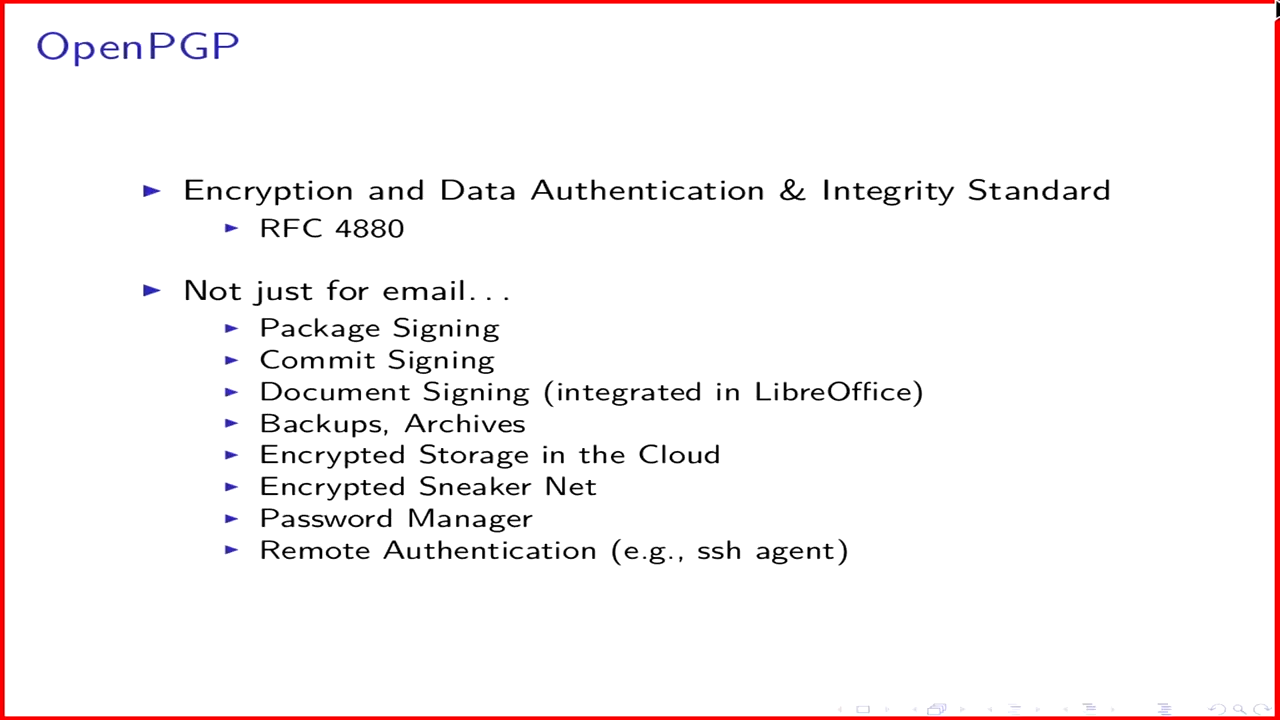 OpenPGP
Encryption and Data Authentication & Integrity Standard
RFC 4880
Not just for email...
Package Signing
Commit Signing
Document Signing (integrated in LibreOffice)
Backups, Archives
Encrypted Storage in the Cloud
Encrypted Sneaker Net
Password Manager
Remote Authentication (e.g., ssh agent)